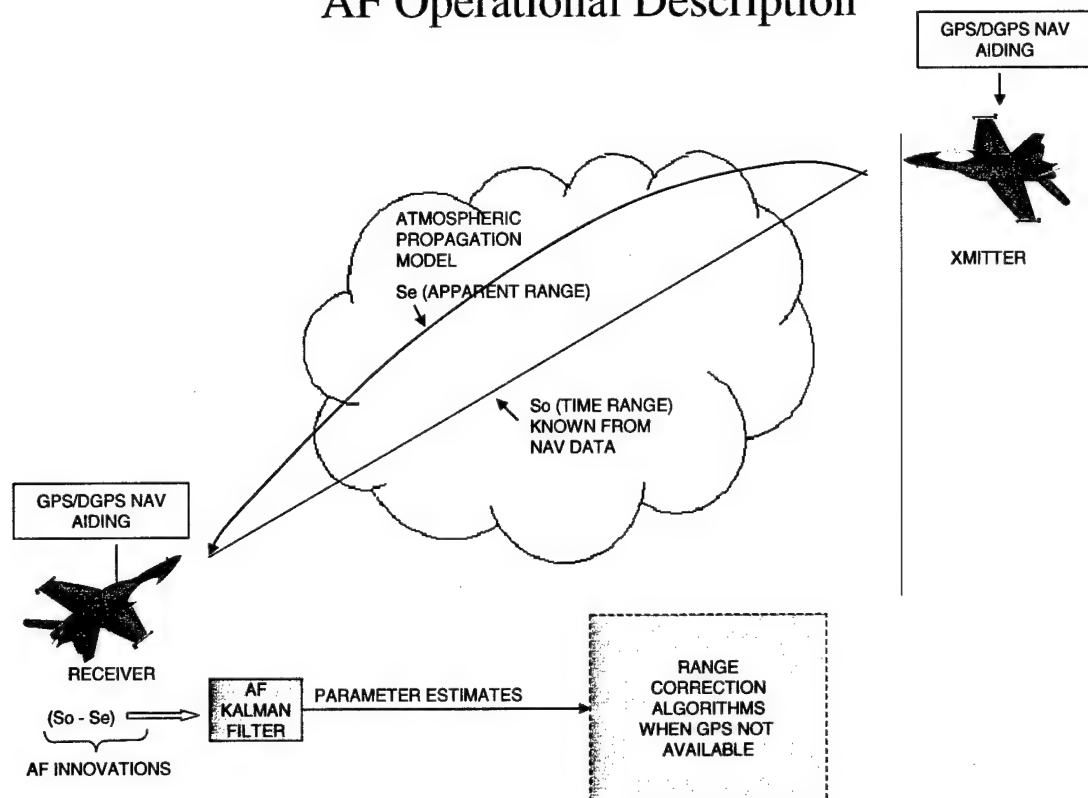 AF Operational Description
GPS/DGPS NAV
AIDING
XMITTER
ATMOSPHERIC
PROPAGATION
MODEL
Se (APPARENT RANGE)
So (TIME RANGE)
KNOWN FROM
NAV DATA
GPS/DGPS NAV
AIDING
RECEIVER
(So - Se)
AF INNOVATIONS
AF
KALMAN
FILTER
PARAMETER ESTIMATES
RANGE
CORRECTION
ALGORITHMS
WHEN GPS NOT
AVAILABLE